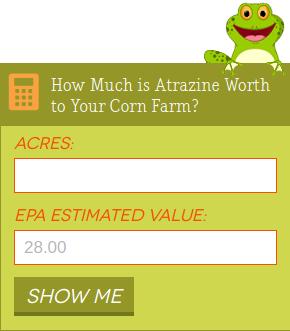 How Much is Atrazine Worth
to Your Corn Farm?
ACRES:
EPA ESTIMATED VALUE:
28.00
SHOW ME